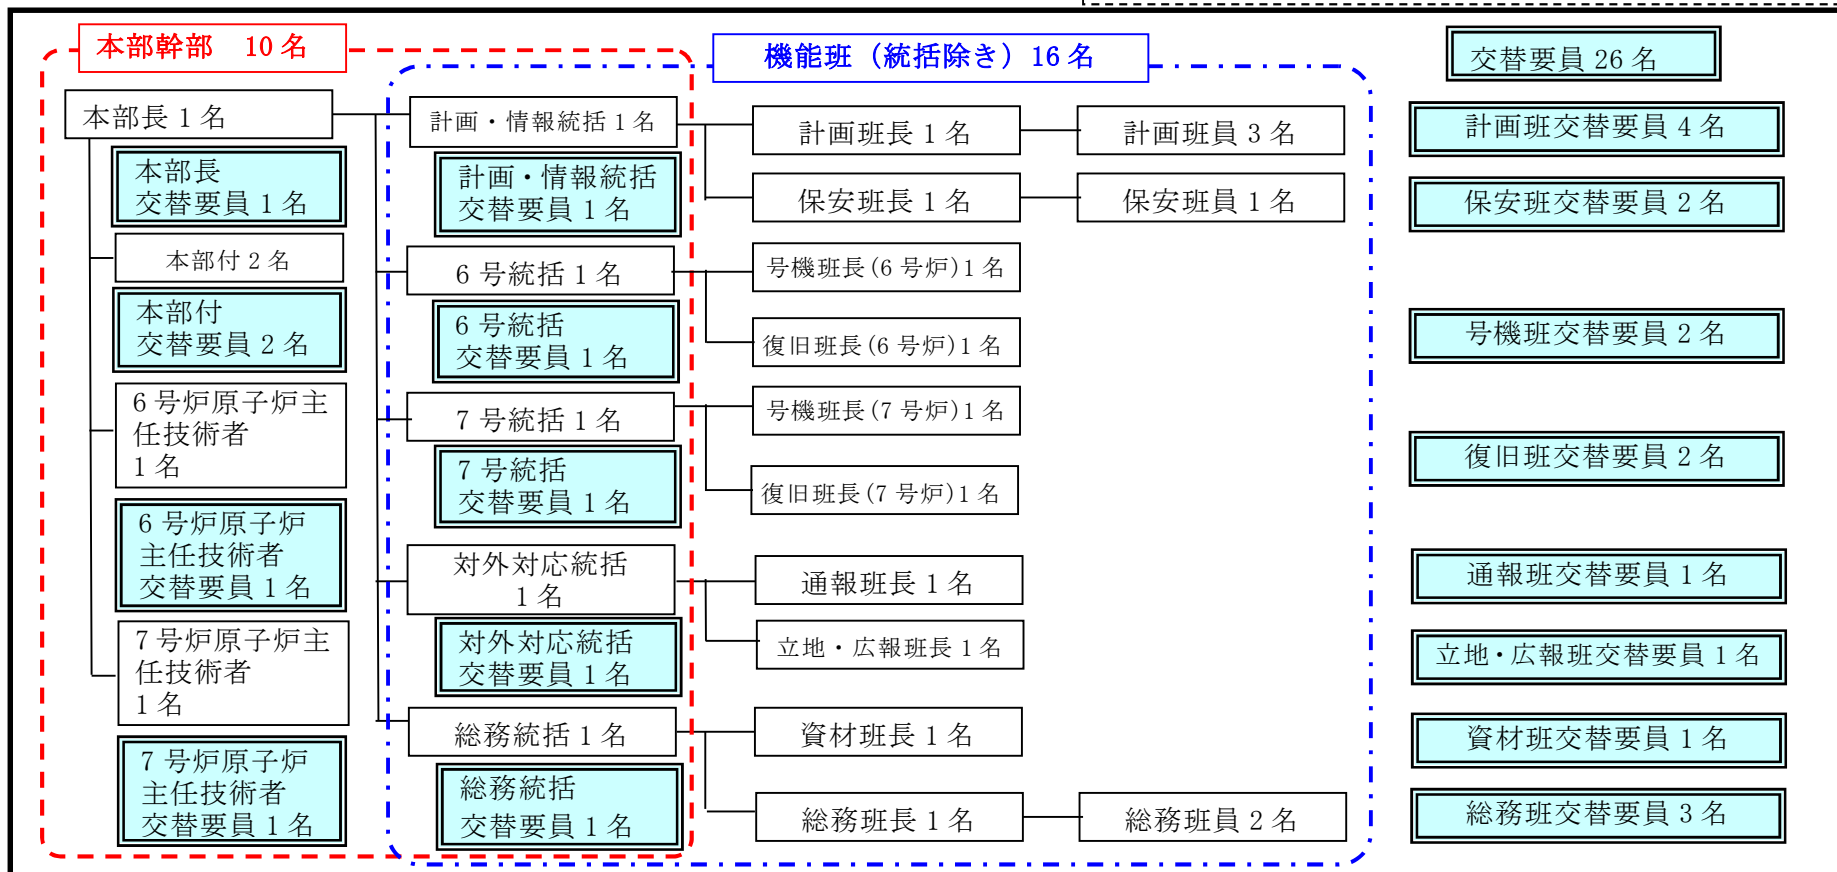 本部幹部　10名
機能班（統括除き）16名
交替要員 26 名
本部長 1 名
本部長
交替要員 1 名
本部付 2 名
本部付
交替要員 2 名
6 号炉原子炉主
任技術者
1 名
6 号炉原子炉
主任技術者
交替要員 1 名
7 号炉原子炉主
任技術者
1 名
7 号炉原子炉
主任技術者
交替要員 1 名
計画・情報統括 1 名
計画・情報統括
交替要員 1 名
6 号統括 1 名
6 号統括
交替要員 1 名
7 号統括 1 名
7 号統括
交替要員 1 名
対外対応統括
1 名
対外対応統括
交替要員 1 名
総務統括 1 名
総務統括
交替要員 1 名
計画班長 1 名
計画班員 3 名
保安班長 1 名
保安班員 1 名
号機班長(6 号炉)1 名
復旧班長(6 号炉)1 名
号機班長(7 号炉)1 名
復旧班長(7 号炉)1 名
通報班長 1 名
立地・広報班長 1 名
資材班長 1 名
総務班長 1 名
総務班員 2 名
計画班交替要員 4 名
保安班交替要員 2 名
号機班交替要員 2 名
復旧班交替要員 2 名
通報班交替要員 1 名
立地・広報班交替要員 1 名
資材班交替要員 1 名
総務班交替要員 3 名